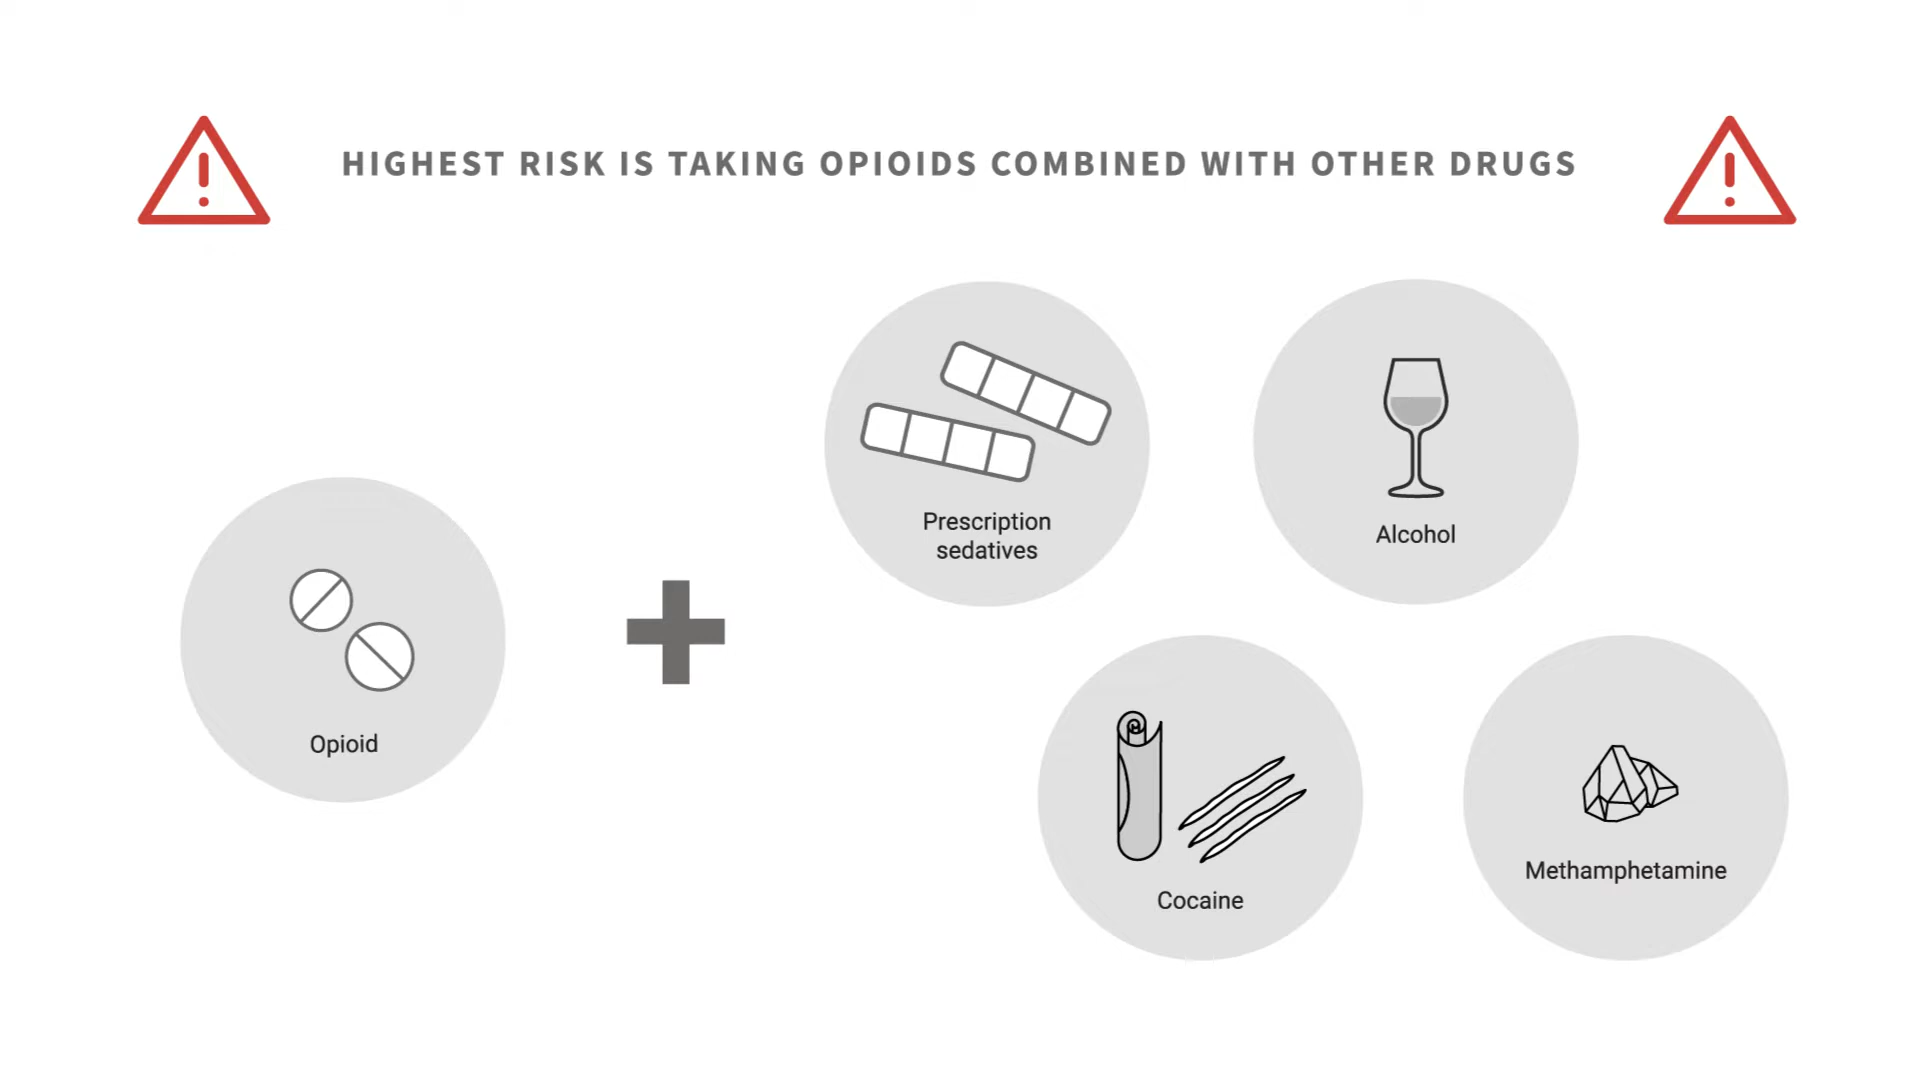 HIGHEST RISK IS TAKING OPIOIDS COMBINED WITH OTHER DRUGS
Prescription
sedatives
Alcohol
Opioid
Cocaine
Methamphetamine